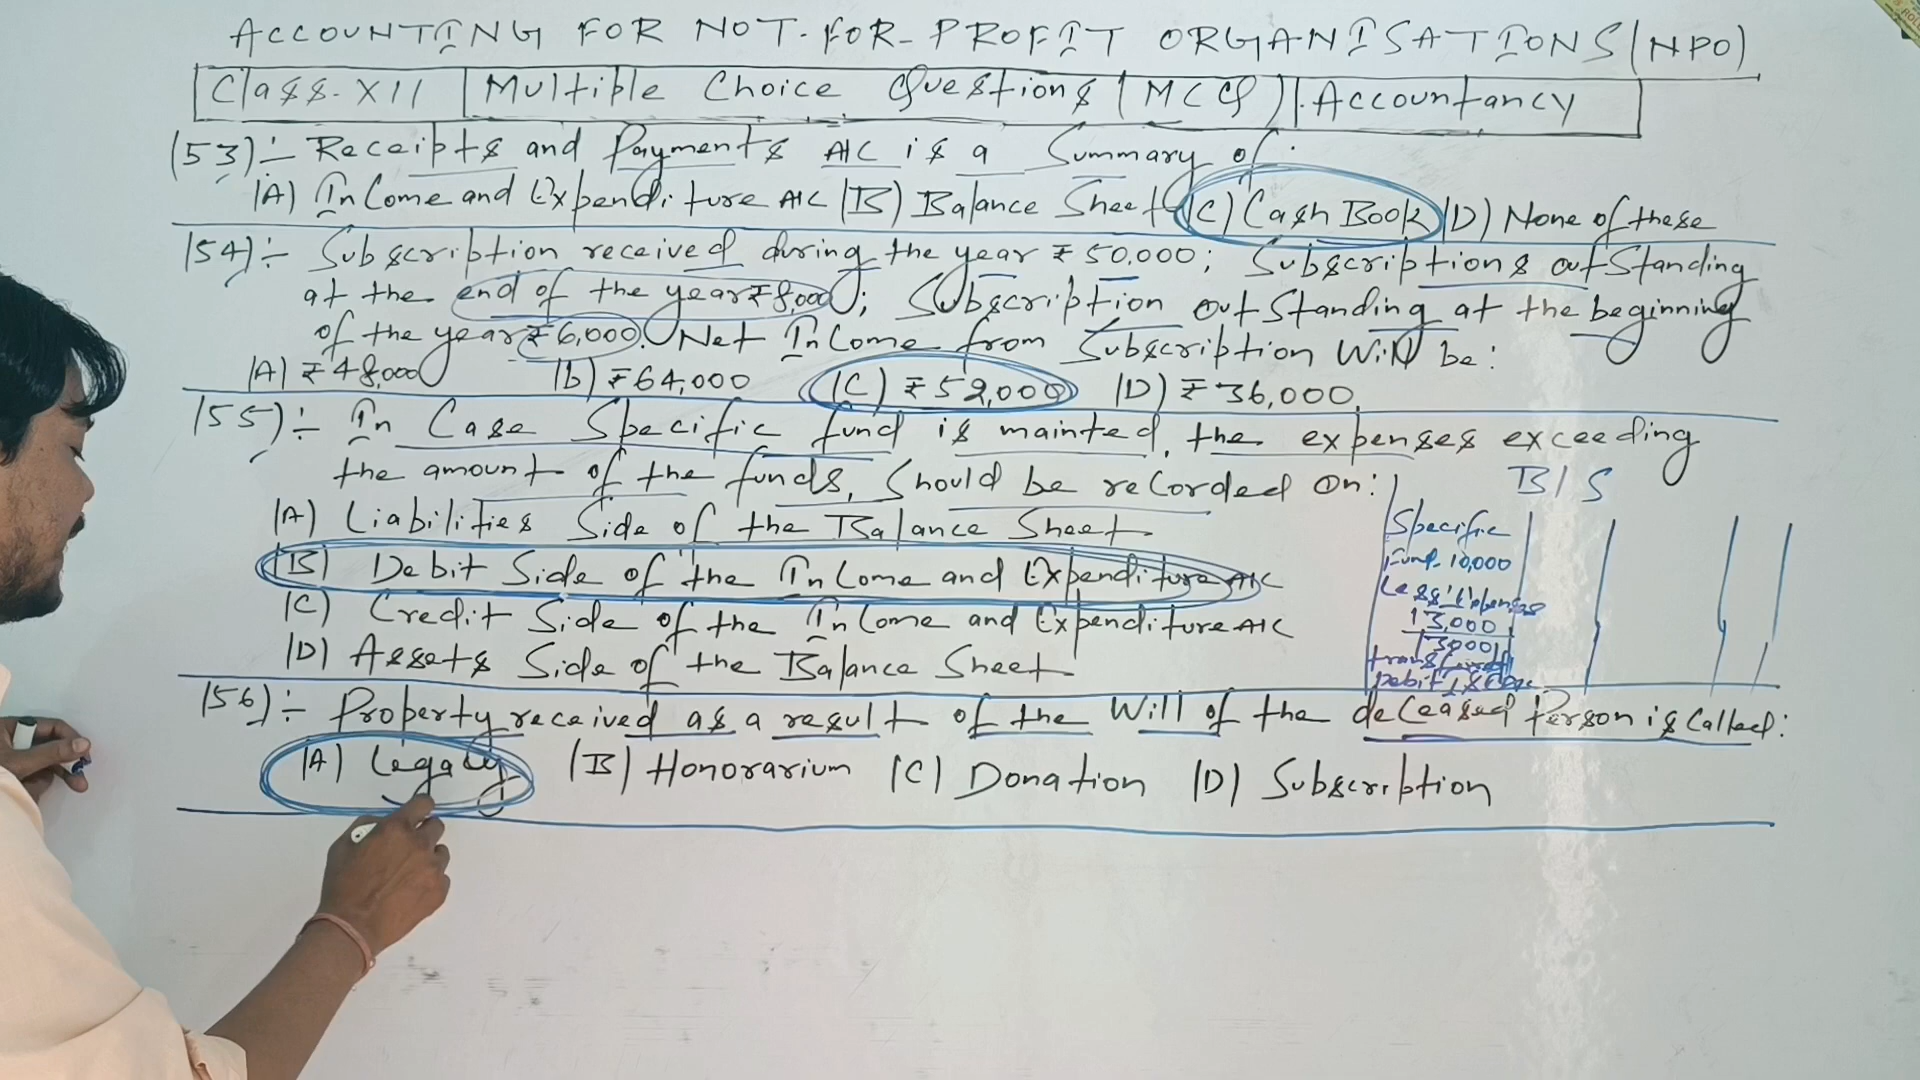 ACCOUNTING FOR NOT-FOR-PROFIT ORGANISATIONS (NPO)
Class-XII | Multiple Choice Questions (MCQ) | Accountancy
(53):- Receipts and Payments A/C is a Summary of:
(A) Income and Expenditure A/C (B) Balance Sheet (C) Cash Book (D) None of these
(54):- Subscription received during the year ₹50,000; Subscriptions outstanding
at the end of the year ₹8,000; Subscription outstanding at the beginning
of the year ₹6,000. Net Income from Subscription Will be:
(A) ₹48,000 (b) ₹64,000 (C) ₹52,000 (D) ₹36,000
(55):- In Case Specific fund is mainted, the expenses exceeding
the amount of the funds, Should be recorded on:
(A) Liabilities Side of the Balance Sheet
(B) Debit Side of the Income and Expenditure A/C
(C) Credit Side of the Income and Expenditure A/C
(D) Assets Side of the Balance Sheet
B/S
Specific
Fund 10,000
Less: Expenses
13,000
(3000)
Debit
(56):- Property received as a result of the Will of the deceased Person is Called:
(A) Legacy (B) Honorarium (C) Donation (D) Subscription